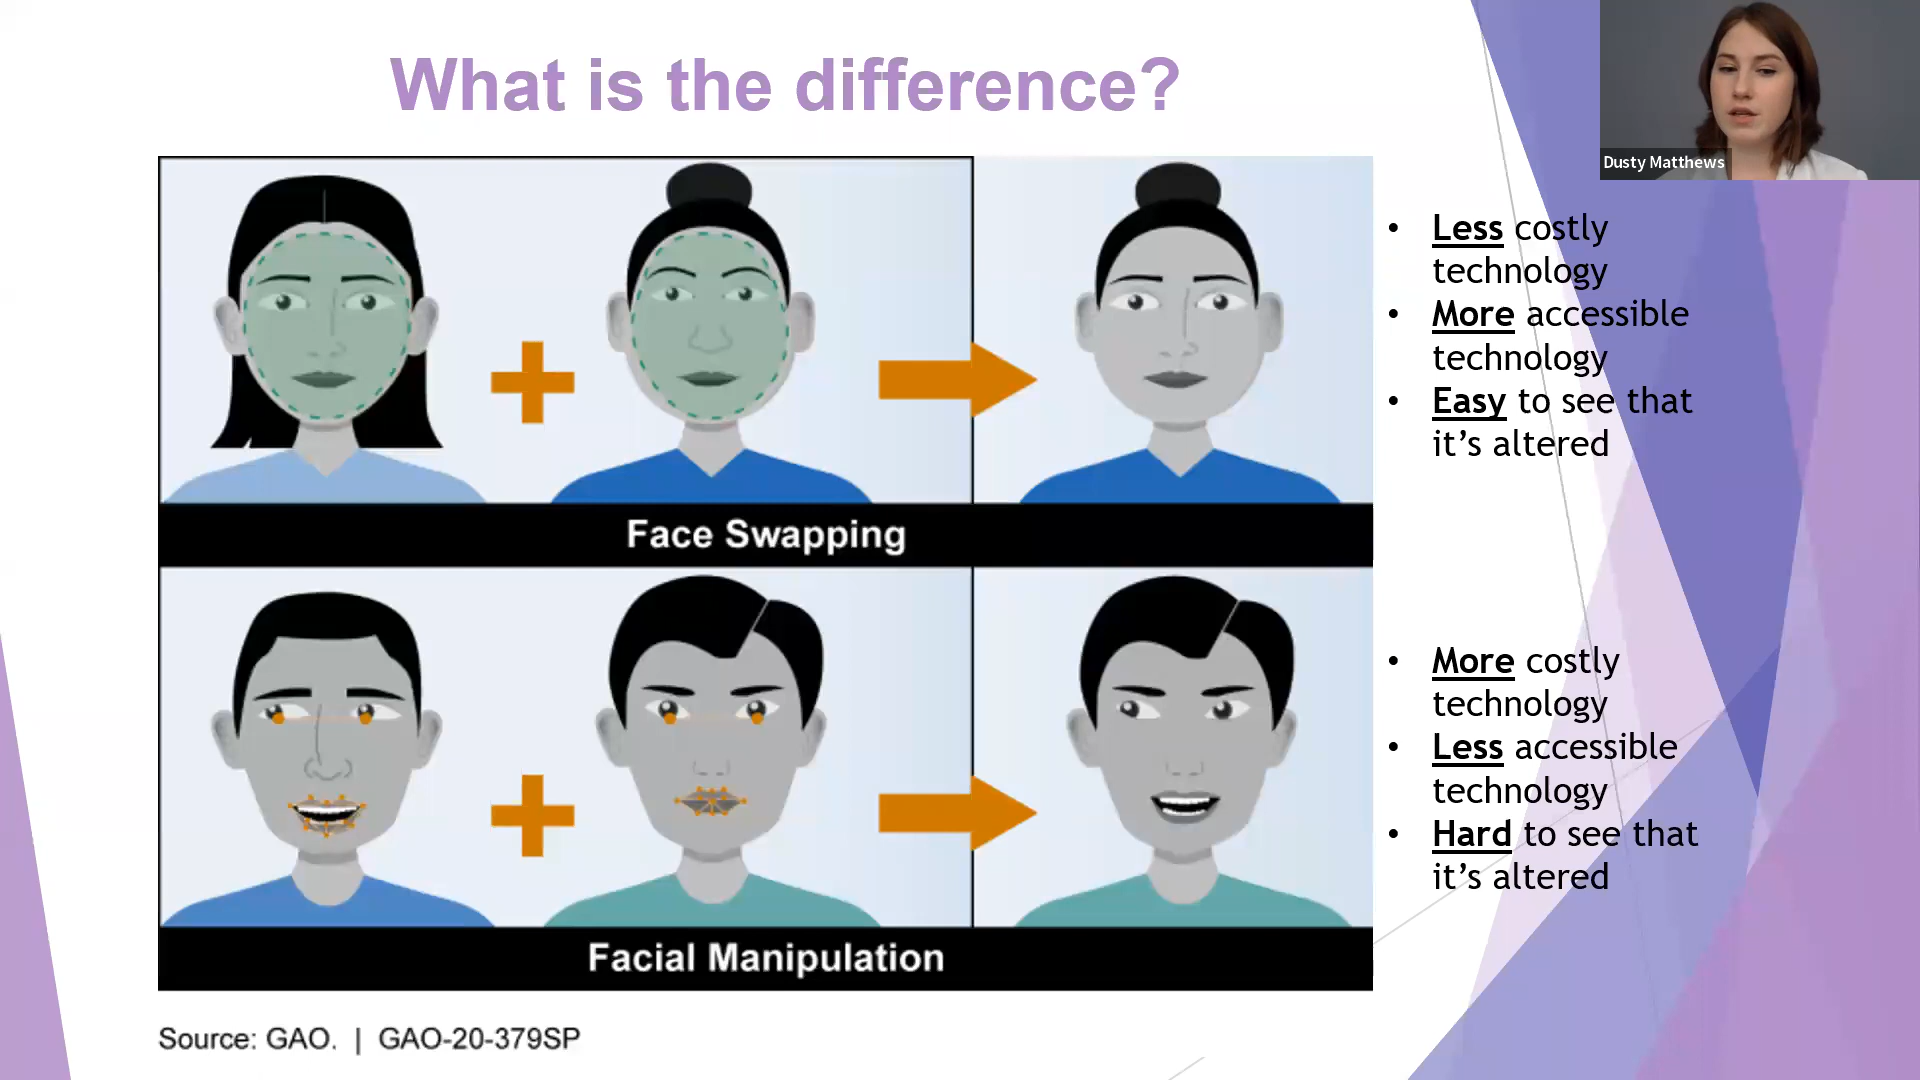 What is the difference?
Dusty Matthews
• Less costly
technology
• More accessible
technology
• Easy to see that
it's altered
Face Swapping
• More costly
technology
• Less accessible
technology
• Hard to see that
it's altered
Facial Manipulation
Source: GAO. | GAO-20-379SP